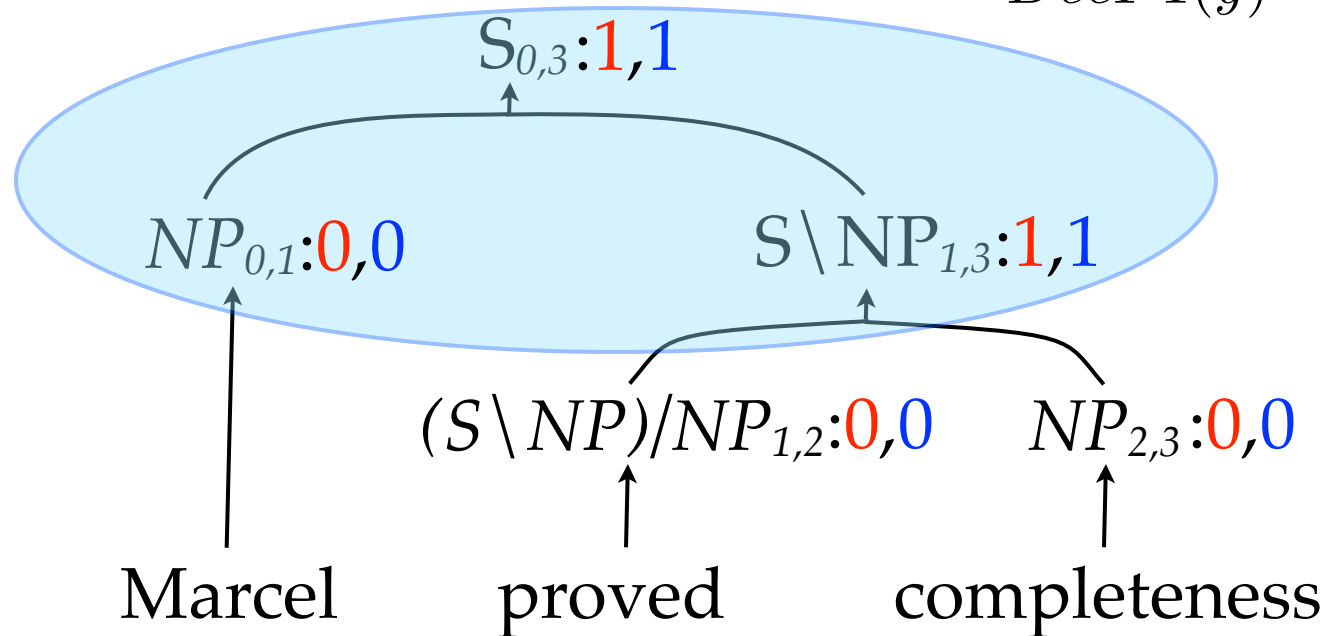 S0,3:1,1
NP0,1:0,0 S\NP1,3:1,1
(S\NP)/NP1,2:0,0 NP2,3:0,0
Marcel proved completeness